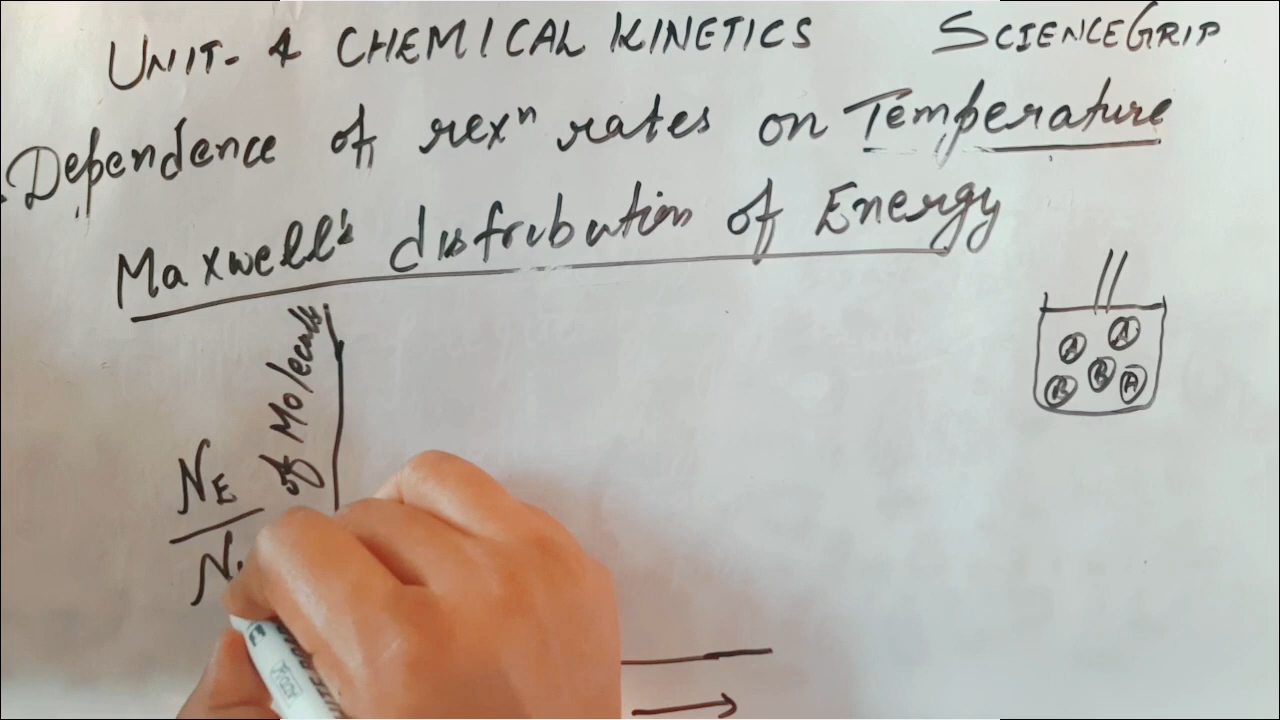 UNIT- 4 CHEMICAL KINETICS SCIENCEGRIP
Dependence of rexⁿ rates on Temperature
Maxwell's distribution of Energy
of Molecules
N_E
N
A A
B B A